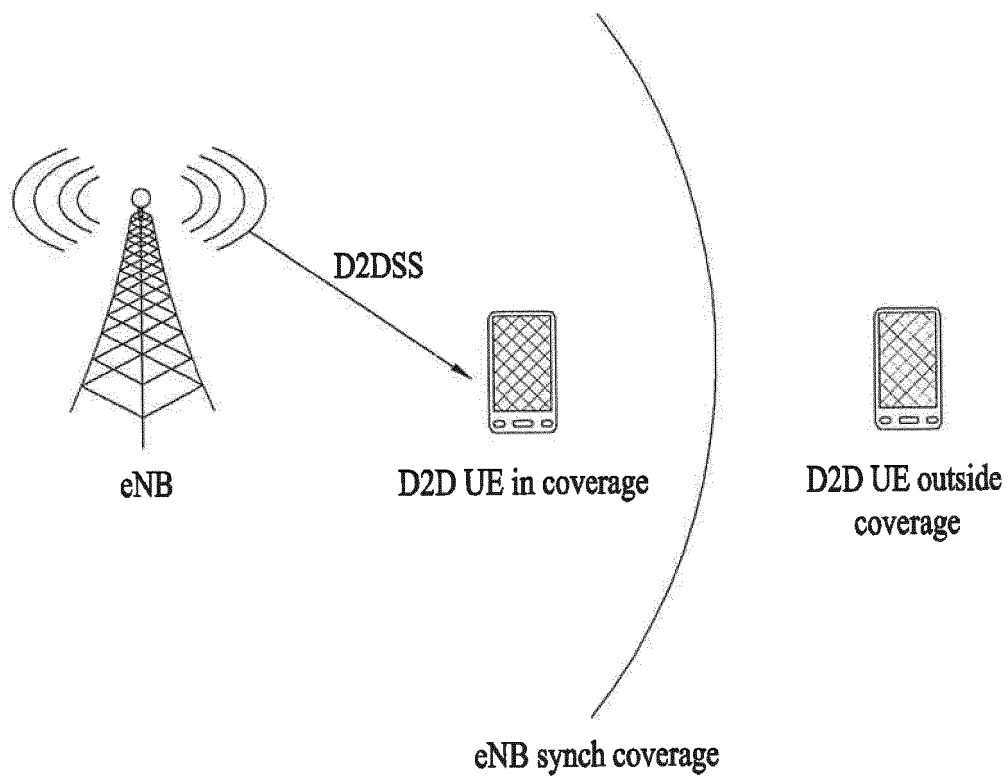 D2DSS
eNB
D2D UE in coverage
D2D UE outside
coverage
eNB synch coverage